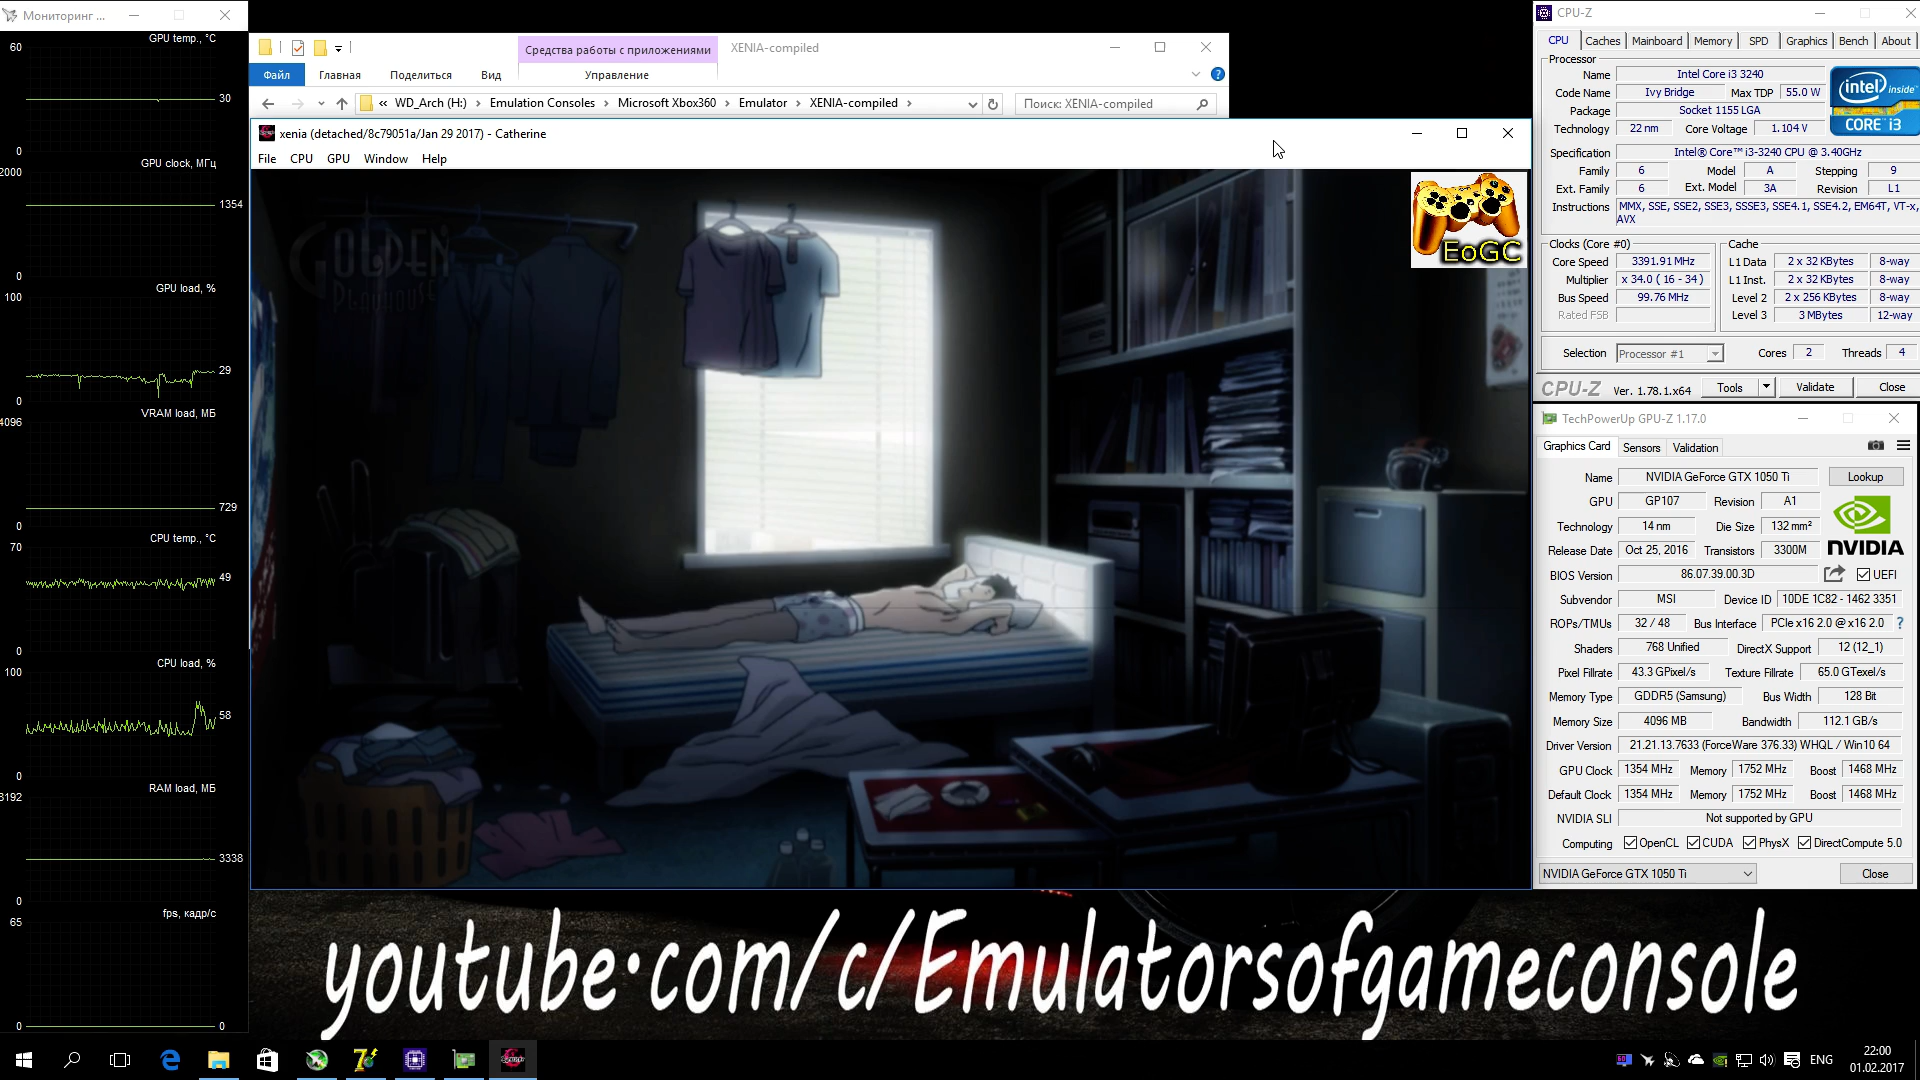 Мониторинг ...
GPU temp., °C
60
30
0
GPU clock, МГц
2000
1354
0
GPU load, %
100
29
0
VRAM load, МБ
4096
729
0
CPU temp., °C
70
49
0
CPU load, %
100
58
0
RAM load, МБ
8192
3338
0
fps, кадр/с
65
0
0
Средства работы с приложениями
XENIA-compiled
Файл
Главная
Поделиться
Вид
Управление
« WD_Arch (H:) > Emulation Consoles > Microsoft Xbox360 > Emulator > XENIA-compiled >
Поиск: XENIA-compiled
xenia (detached/8c79051a/Jan 29 2017) - Catherine
File CPU GPU Window Help
GOLDEN
PLAYHOUSE
EoGC
CPU-Z
CPU Caches Mainboard Memory SPD Graphics Bench About
Processor
Name Intel Core i3 3240
Code Name Ivy Bridge Max TDP 55.0 W
Package Socket 1155 LGA
Technology 22 nm Core Voltage 1.104 V
intel inside™
CORE i3
Specification Intel® Core™ i3-3240 CPU @ 3.40GHz
Family 6 Model A Stepping 9
Ext. Family 6 Ext. Model 3A Revision L1
Instructions MMX, SSE, SSE2, SSE3, SSSE3, SSE4.1, SSE4.2, EM64T, VT-x,
AVX
Clocks (Core #0)
Core Speed 3391.91 MHz
Multiplier x 34.0 ( 16 - 34 )
Bus Speed 99.76 MHz
Rated FSB
Cache
L1 Data 2 x 32 KBytes 8-way
L1 Inst. 2 x 32 KBytes 8-way
Level 2 2 x 256 KBytes 8-way
Level 3 3 MBytes 12-way
Selection Processor #1 Cores 2 Threads 4
CPU-Z Ver. 1.78.1.x64 Tools Validate Close
TechPowerUp GPU-Z 1.17.0
Graphics Card Sensors Validation
Name NVIDIA GeForce GTX 1050 Ti Lookup
GPU GP107 Revision A1
Technology 14 nm Die Size 132 mm²
Release Date Oct 25, 2016 Transistors 3300M
NVIDIA
BIOS Version 86.07.39.00.3D UEFI
Subvendor MSI Device ID 10DE 1C82 - 1462 3351
ROPs/TMUs 32 / 48 Bus Interface PCIe x16 2.0 @ x16 2.0 ?
Shaders 768 Unified DirectX Support 12 (12_1)
Pixel Fillrate 43.3 GPixel/s Texture Fillrate 65.0 GTexel/s
Memory Type GDDR5 (Samsung) Bus Width 128 Bit
Memory Size 4096 MB Bandwidth 112.1 GB/s
Driver Version 21.21.13.7633 (ForceWare 376.33) WHQL / Win10 64
GPU Clock 1354 MHz Memory 1752 MHz Boost 1468 MHz
Default Clock 1354 MHz Memory 1752 MHz Boost 1468 MHz
NVIDIA SLI Not supported by GPU
Computing OpenCL CUDA PhysX DirectCompute 5.0
NVIDIA GeForce GTX 1050 Ti Close
youtube.com/c/Emulatorsofgameconsole
ENG
22:00
01.02.2017